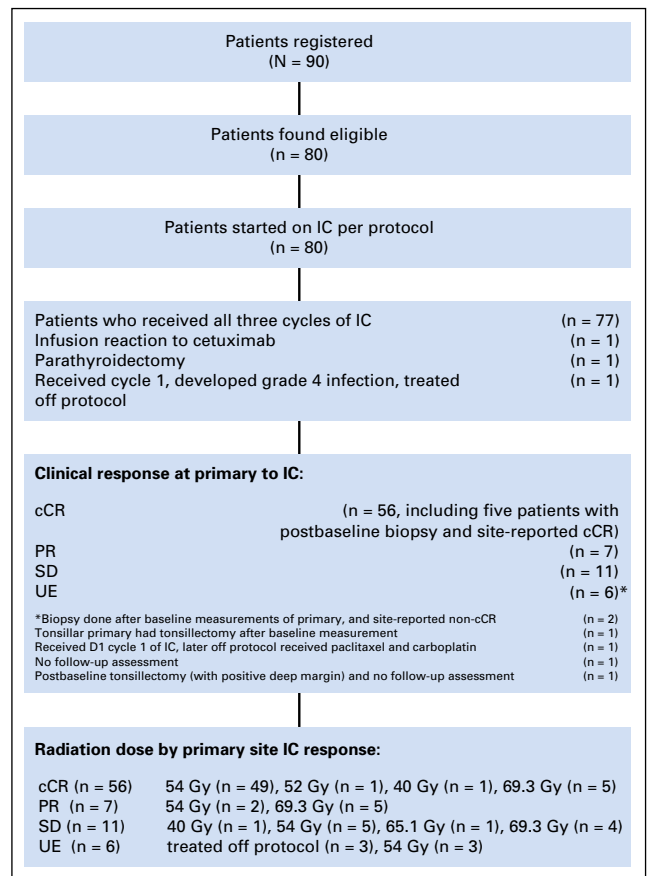 Patients registered
(N = 90)
Patients found eligible
(n = 80)
Patients started on IC per protocol
(n = 80)
Patients who received all three cycles of IC (n = 77)
Infusion reaction to cetuximab (n = 1)
Parathyroidectomy (n = 1)
Received cycle 1, developed grade 4 infection, treated (n = 1)
off protocol
Clinical response at primary to IC:
cCR (n = 56, including five patients with
postbaseline biopsy and site-reported cCR)
PR (n = 7)
SD (n = 11)
UE (n = 6)*
*Biopsy done after baseline measurements of primary, and site-reported non-cCR (n = 2)
Tonsillar primary had tonsillectomy after baseline measurement (n = 1)
Received D1 cycle 1 of IC, later off protocol received paclitaxel and carboplatin (n = 1)
No follow-up assessment (n = 1)
Postbaseline tonsillectomy (with positive deep margin) and no follow-up assessment (n = 1)
Radiation dose by primary site IC response:
cCR (n = 56) 54 Gy (n = 49), 52 Gy (n = 1), 40 Gy (n = 1), 69.3 Gy (n = 5)
PR (n = 7) 54 Gy (n = 2), 69.3 Gy (n = 5)
SD (n = 11) 40 Gy (n = 1), 54 Gy (n = 5), 65.1 Gy (n = 1), 69.3 Gy (n = 4)
UE (n = 6) treated off protocol (n = 3), 54 Gy (n = 3)